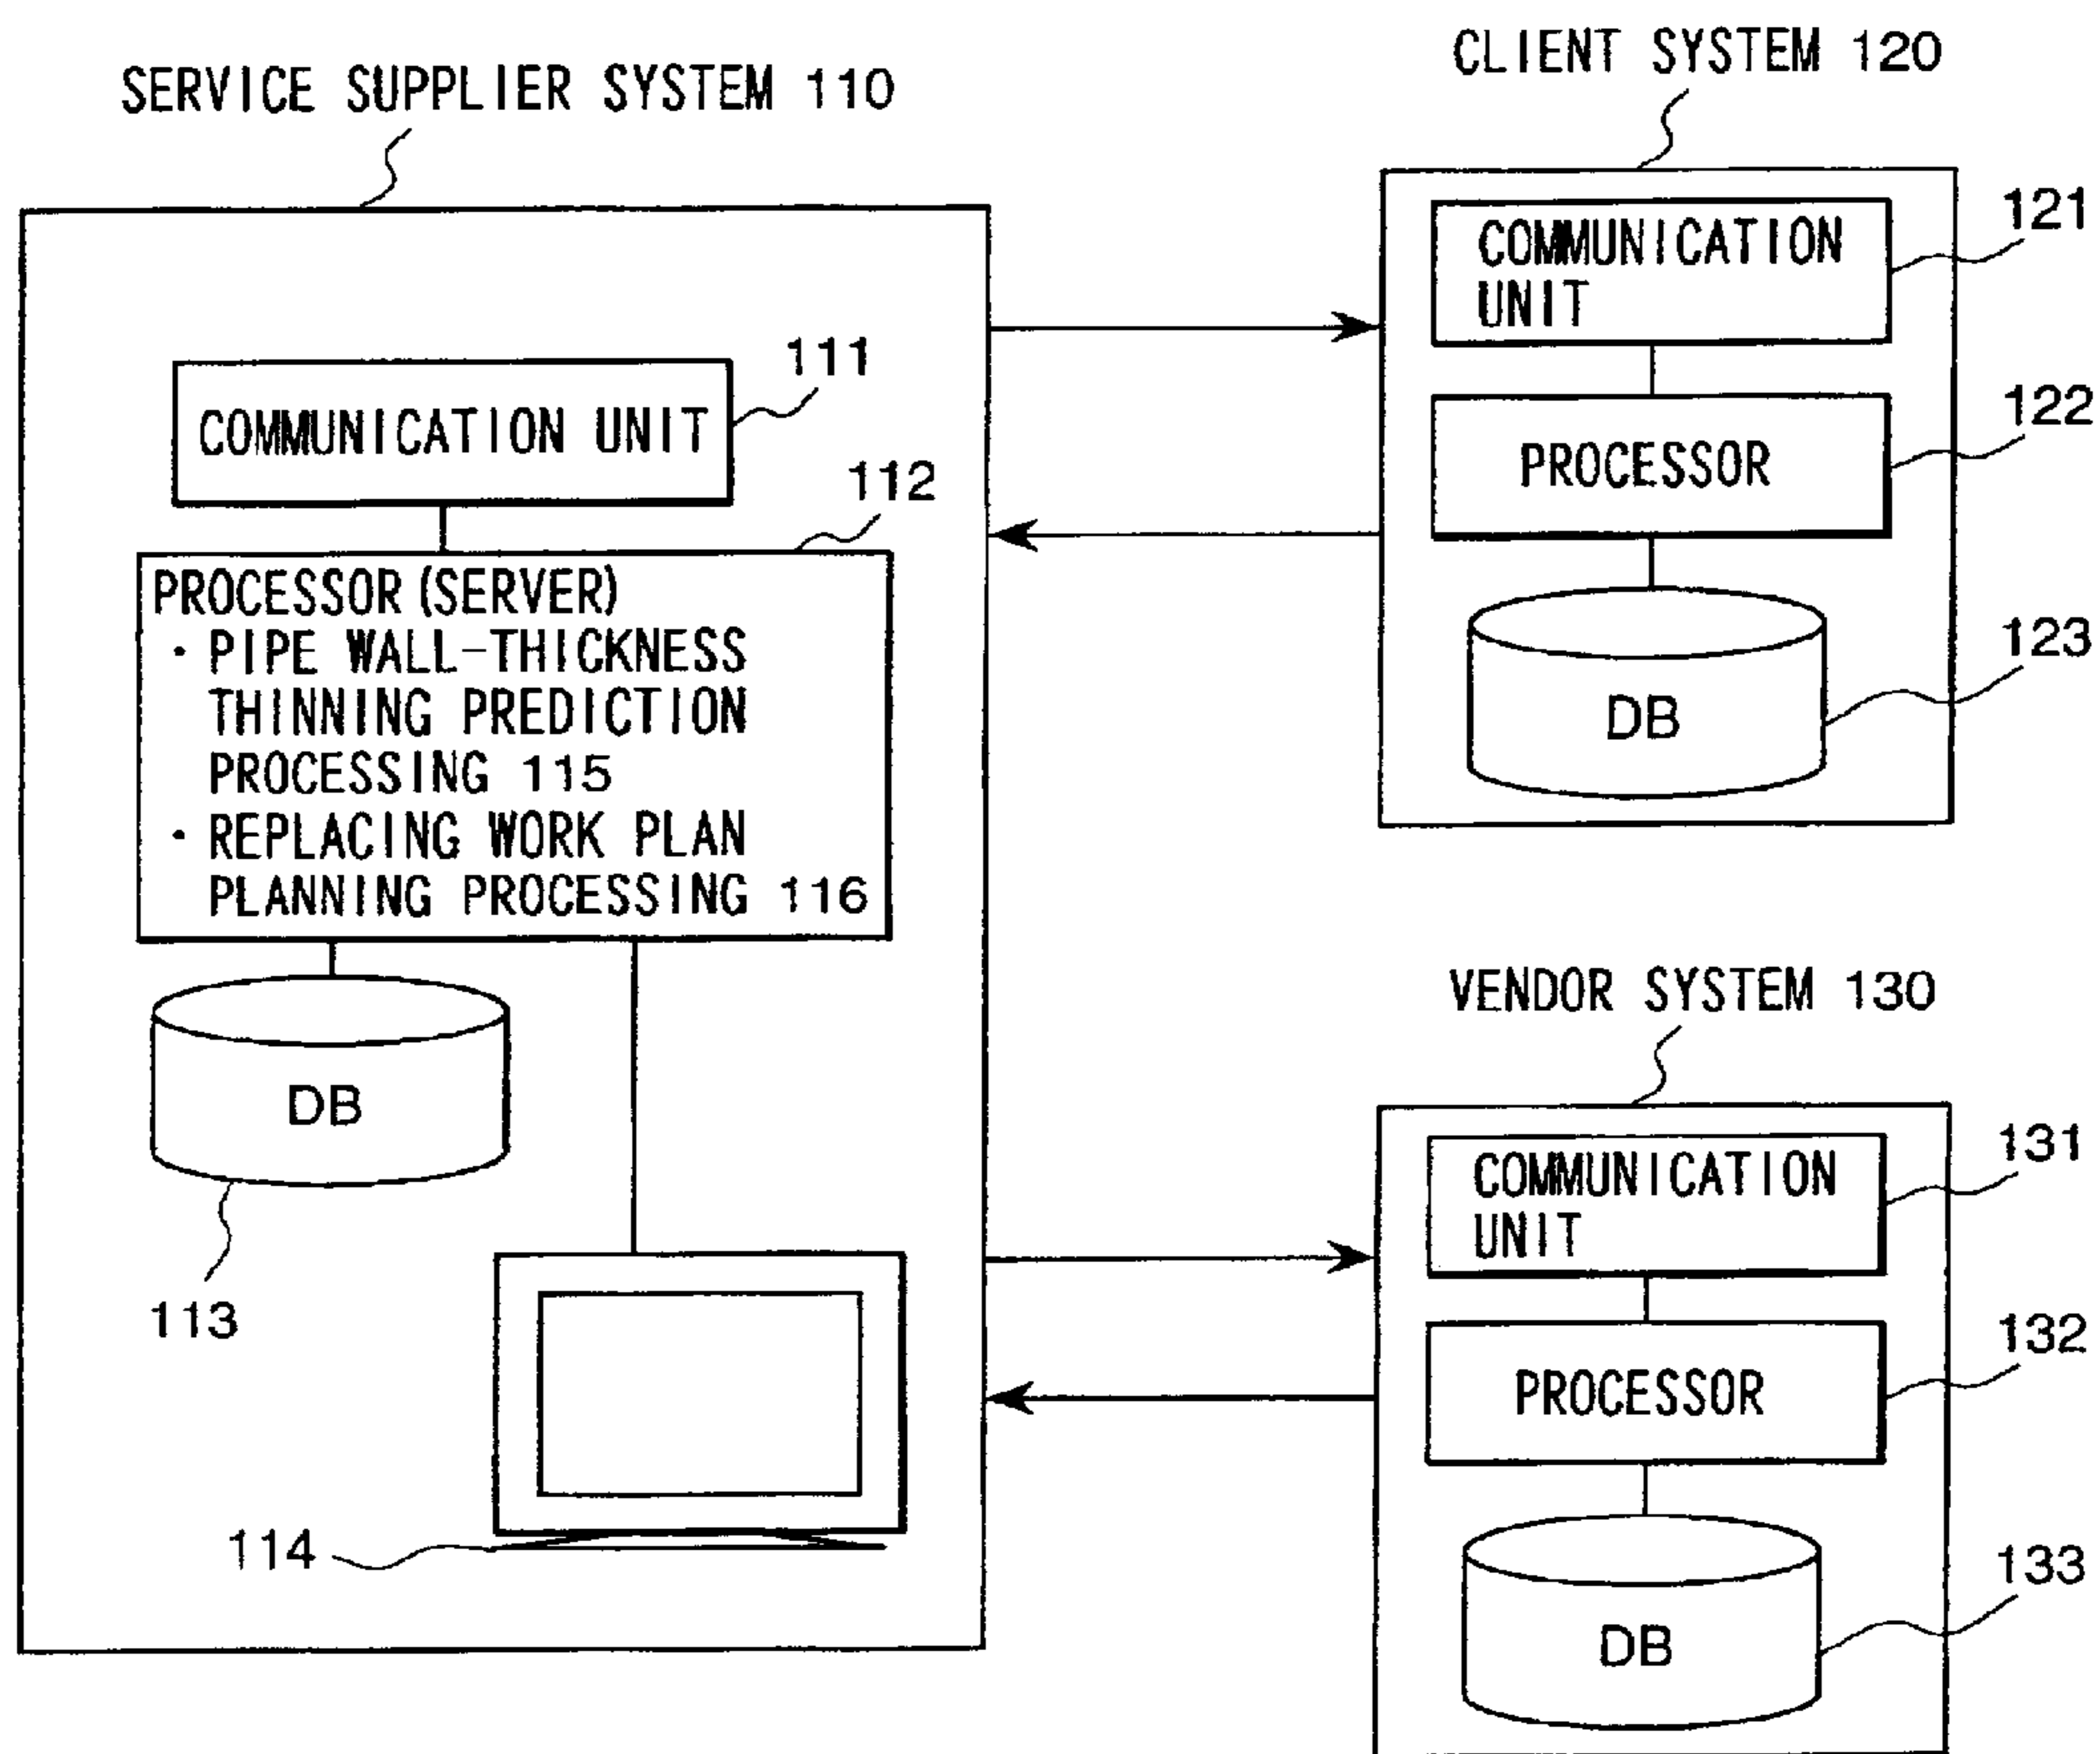 SERVICE SUPPLIER SYSTEM 110
111
COMMUNICATION UNIT
112
PROCESSOR (SERVER)
· PIPE WALL-THICKNESS
THINNING PREDICTION
PROCESSING 115
· REPLACING WORK PLAN
PLANNING PROCESSING 116
DB
113
114
CLIENT SYSTEM 120
COMMUNICATION
UNIT
121
PROCESSOR
122
DB
123
VENDOR SYSTEM 130
COMMUNICATION
UNIT
131
PROCESSOR
132
DB
133